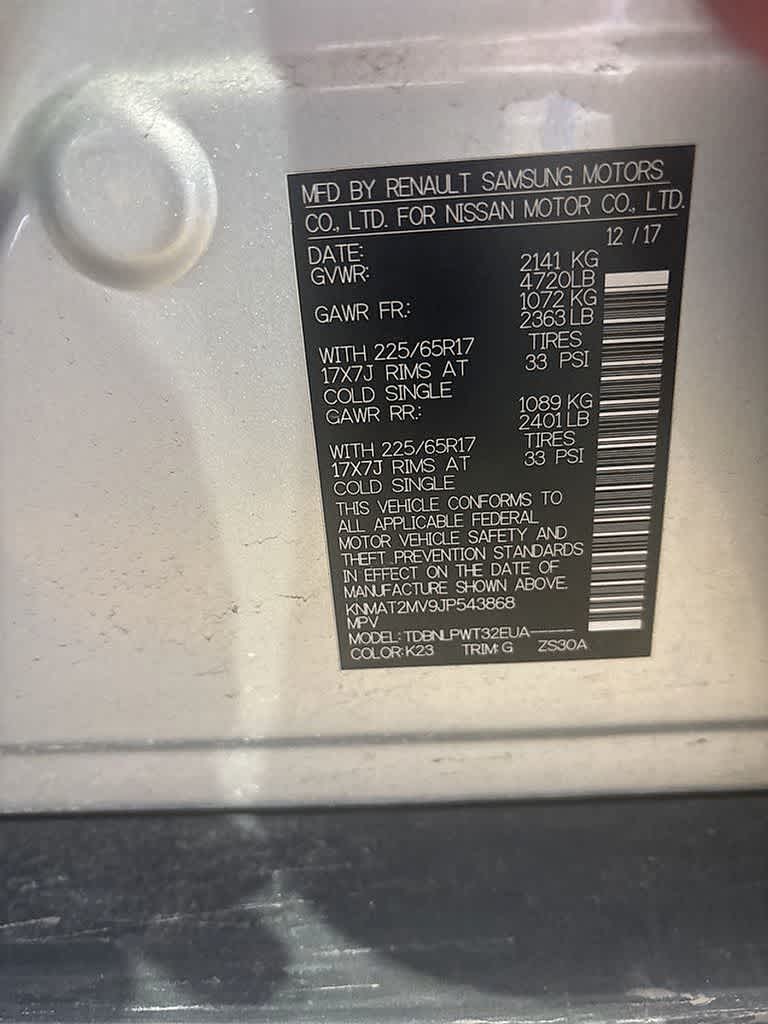 MFD BY RENAULT SAMSUNG MOTORS
CO., LTD. FOR NISSAN MOTOR CO., LTD.
DATE: 12 / 17
GVWR: 2141 KG
4720LB
GAWR FR: 1072 KG
2363 LB
WITH 225/65R17 TIRES
17X7J RIMS AT 33 PSI
COLD SINGLE
GAWR RR: 1089 KG
2401 LB
WITH 225/65R17 TIRES
17X7J RIMS AT 33 PSI
COLD SINGLE
THIS VEHICLE CONFORMS TO
ALL APPLICABLE FEDERAL
MOTOR VEHICLE SAFETY AND
THEFT PREVENTION STANDARDS
IN EFFECT ON THE DATE OF
MANUFACTURE SHOWN ABOVE.
KNMAT2MV9JP543868
MPV
MODEL: TDBNLPWT32EUA-----
COLOR: K23 TRIM: G ZS30A